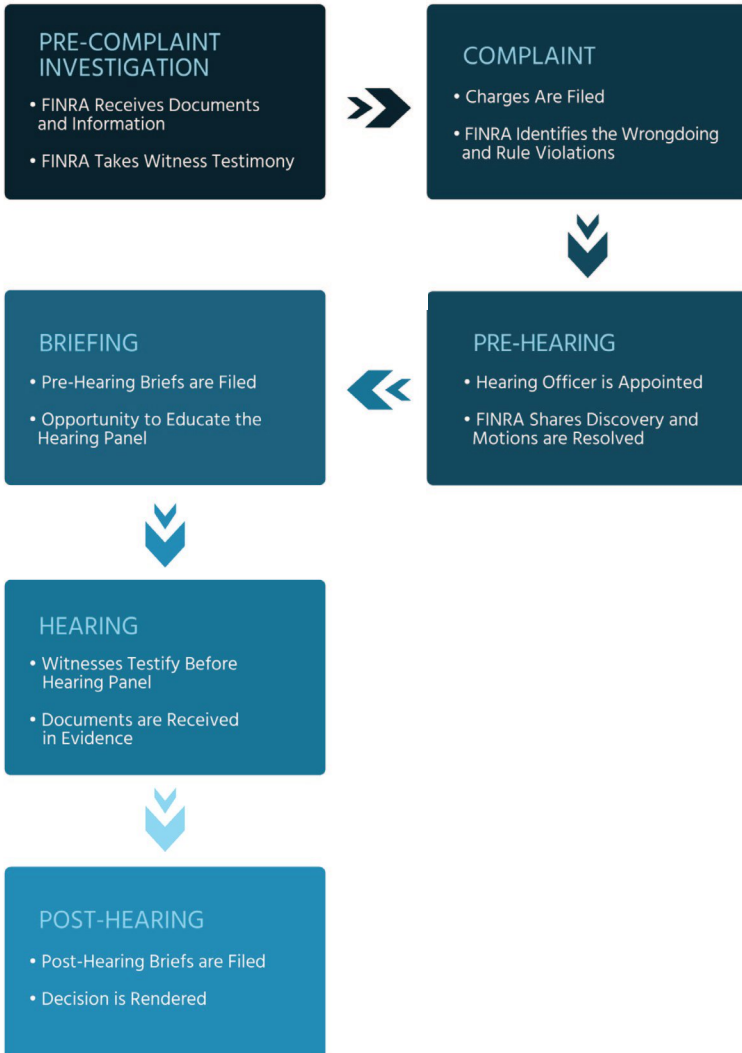 PRE-COMPLAINT
INVESTIGATION
• FINRA Receives Documents
and Information
• FINRA Takes Witness Testimony
COMPLAINT
• Charges Are Filed
• FINRA Identifies the Wrongdoing
and Rule Violations
PRE-HEARING
• Hearing Officer is Appointed
• FINRA Shares Discovery and
Motions are Resolved
BRIEFING
• Pre-Hearing Briefs are Filed
• Opportunity to Educate the
Hearing Panel
HEARING
• Witnesses Testify Before
Hearing Panel
• Documents are Received
in Evidence
POST-HEARING
• Post-Hearing Briefs are Filed
• Decision is Rendered